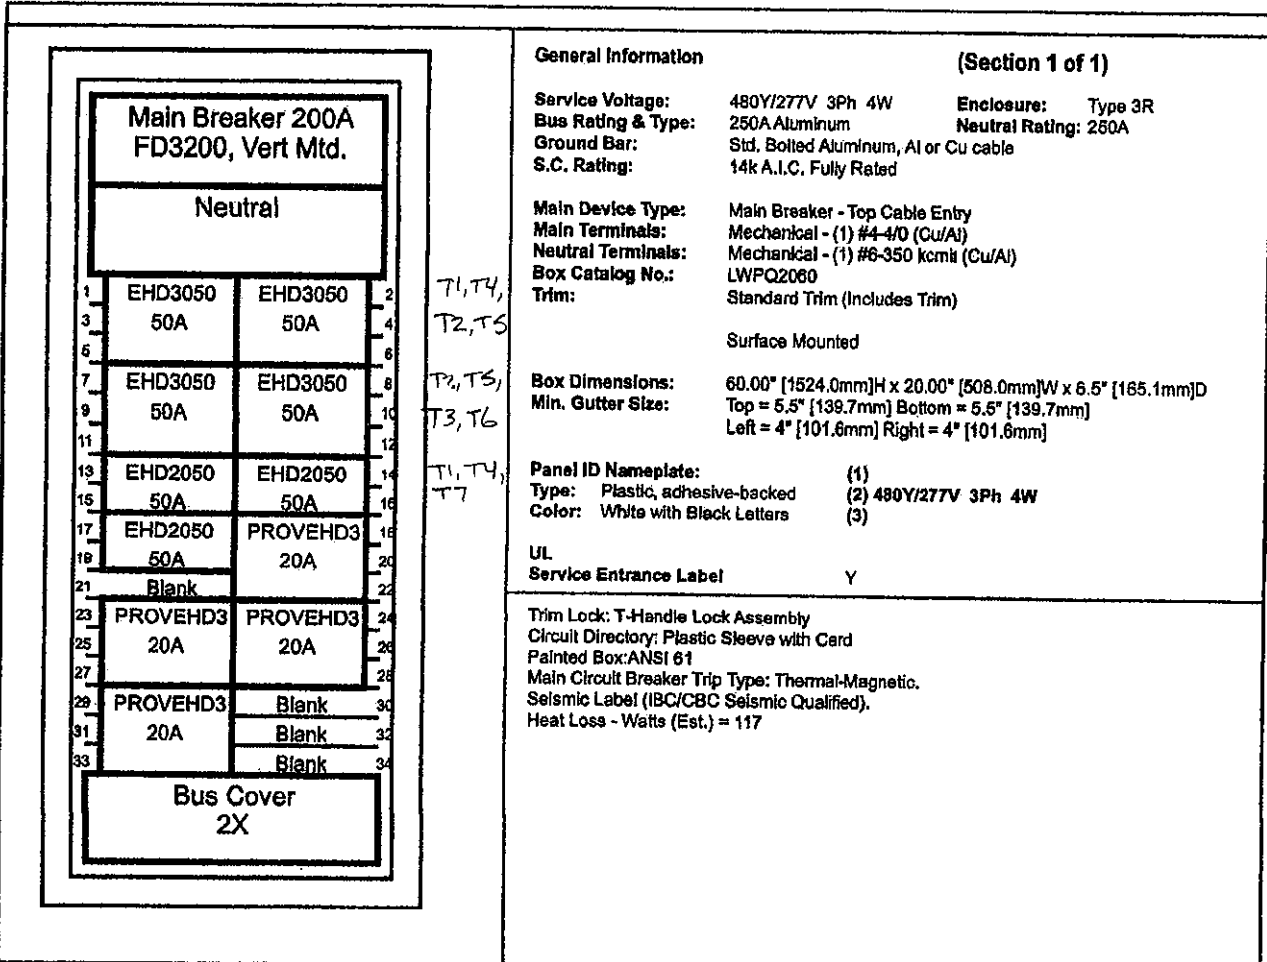 Main Breaker 200A
FD3200, Vert Mtd.
Neutral
1 EHD3050 EHD3050 2 T1,T4,
3 50A 50A 4 T2,T5
5 6
7 EHD3050 EHD3050 8 T2,T5,
9 50A 50A 10 T3,T6
11 12
13 EHD2050 EHD2050 14 T1,T4,
15 50A 50A 16 T7
17 EHD2050 PROVEHD3 18
19 50A 20A 20
21 Blank 22
23 PROVEHD3 PROVEHD3 24
25 20A 20A 26
27 28
29 PROVEHD3 Blank 30
31 20A Blank 32
33 Blank 34
Bus Cover
2X
General Information (Section 1 of 1)
Service Voltage: 480Y/277V 3Ph 4W Enclosure: Type 3R
Bus Rating & Type: 250A Aluminum Neutral Rating: 250A
Ground Bar: Std. Bolted Aluminum, Al or Cu cable
S.C. Rating: 14k A.I.C. Fully Rated
Main Device Type: Main Breaker - Top Cable Entry
Main Terminals: Mechanical - (1) #4-4/0 (Cu/Al)
Neutral Terminals: Mechanical - (1) #6-350 kcmil (Cu/Al)
Box Catalog No.: LWPQ2060
Trim: Standard Trim (Includes Trim)
Surface Mounted
Box Dimensions: 60.00" [1524.0mm]H x 20.00" [508.0mm]W x 6.5" [165.1mm]D
Min. Gutter Size: Top = 5.5" [139.7mm] Bottom = 5.5" [139.7mm]
Left = 4" [101.6mm] Right = 4" [101.6mm]
Panel ID Nameplate: (1)
Type: Plastic, adhesive-backed (2) 480Y/277V 3Ph 4W
Color: White with Black Letters (3)
UL
Service Entrance Label Y
Trim Lock: T-Handle Lock Assembly
Circuit Directory: Plastic Sleeve with Card
Painted Box:ANSI 61
Main Circuit Breaker Trip Type: Thermal-Magnetic.
Seismic Label (IBC/CBC Seismic Qualified).
Heat Loss - Watts (Est.) = 117